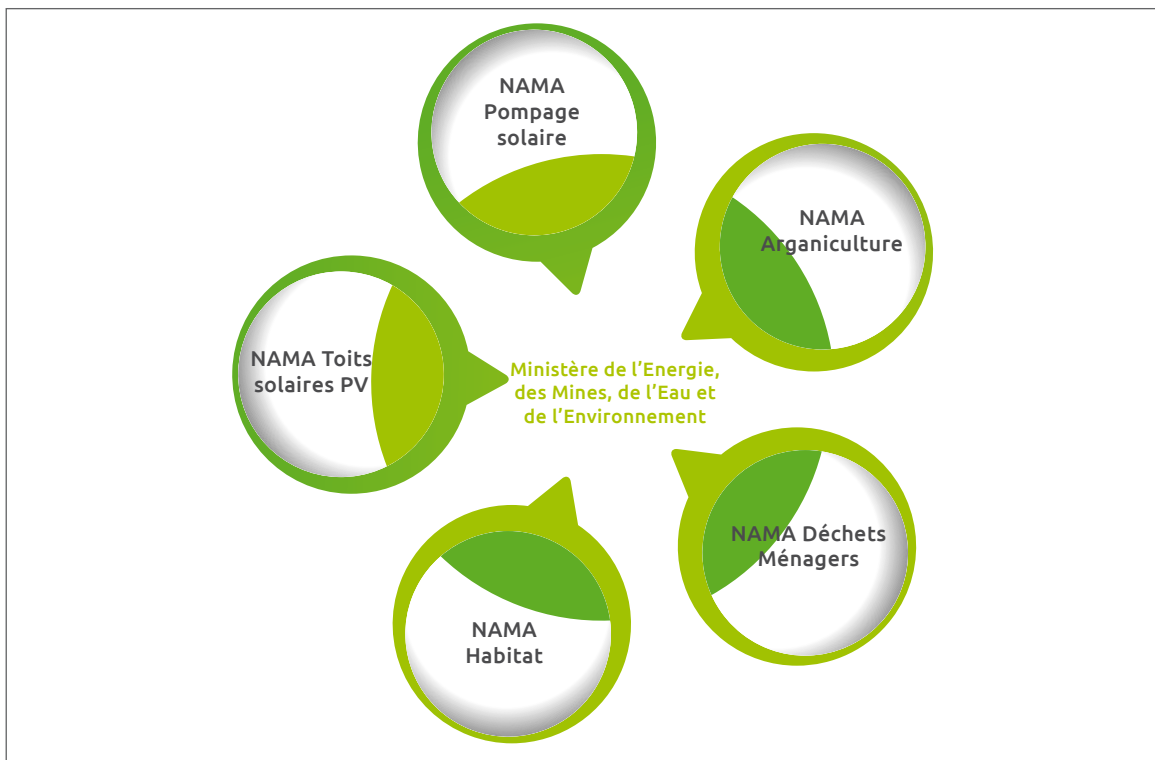 NAMA
Pompage
solaire
NAMA
Arganiculture
NAMA Toits
solaires PV
Ministère de l’Energie,
des Mines, de l’Eau et
de l’Environnement
NAMA Déchets
Ménagers
NAMA
Habitat